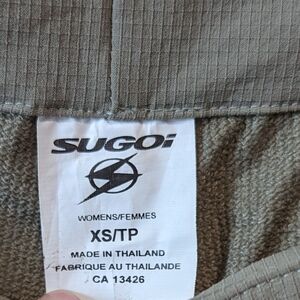 SUGOi
WOMENS/FEMMES
XS/TP
MADE IN THAILAND
FABRIQUE AU THAILANDE
CA 13426